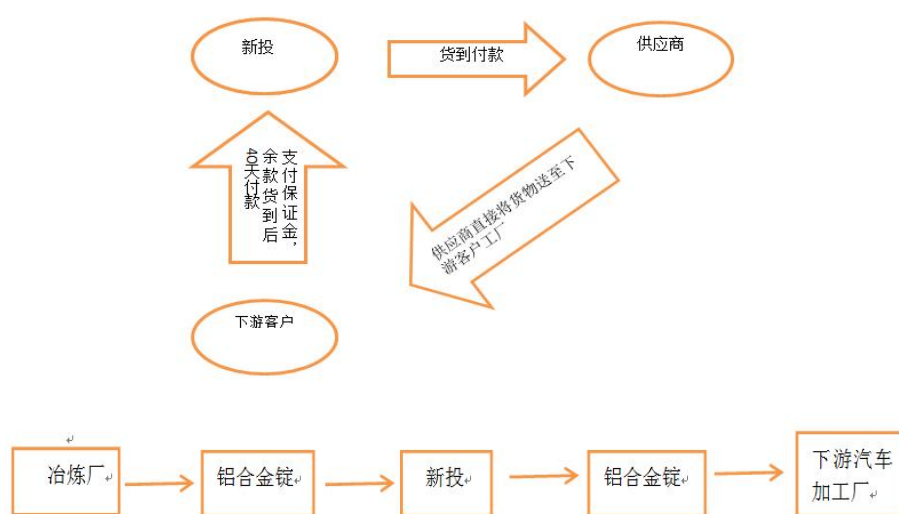 新投
货到付款
供应商
支付保证金，
余款货到后
40天付款
供应商直接将货物送至下
游客户工厂
下游客户
冶炼厂
铝合金锭
新投
铝合金锭
下游汽车
加工厂